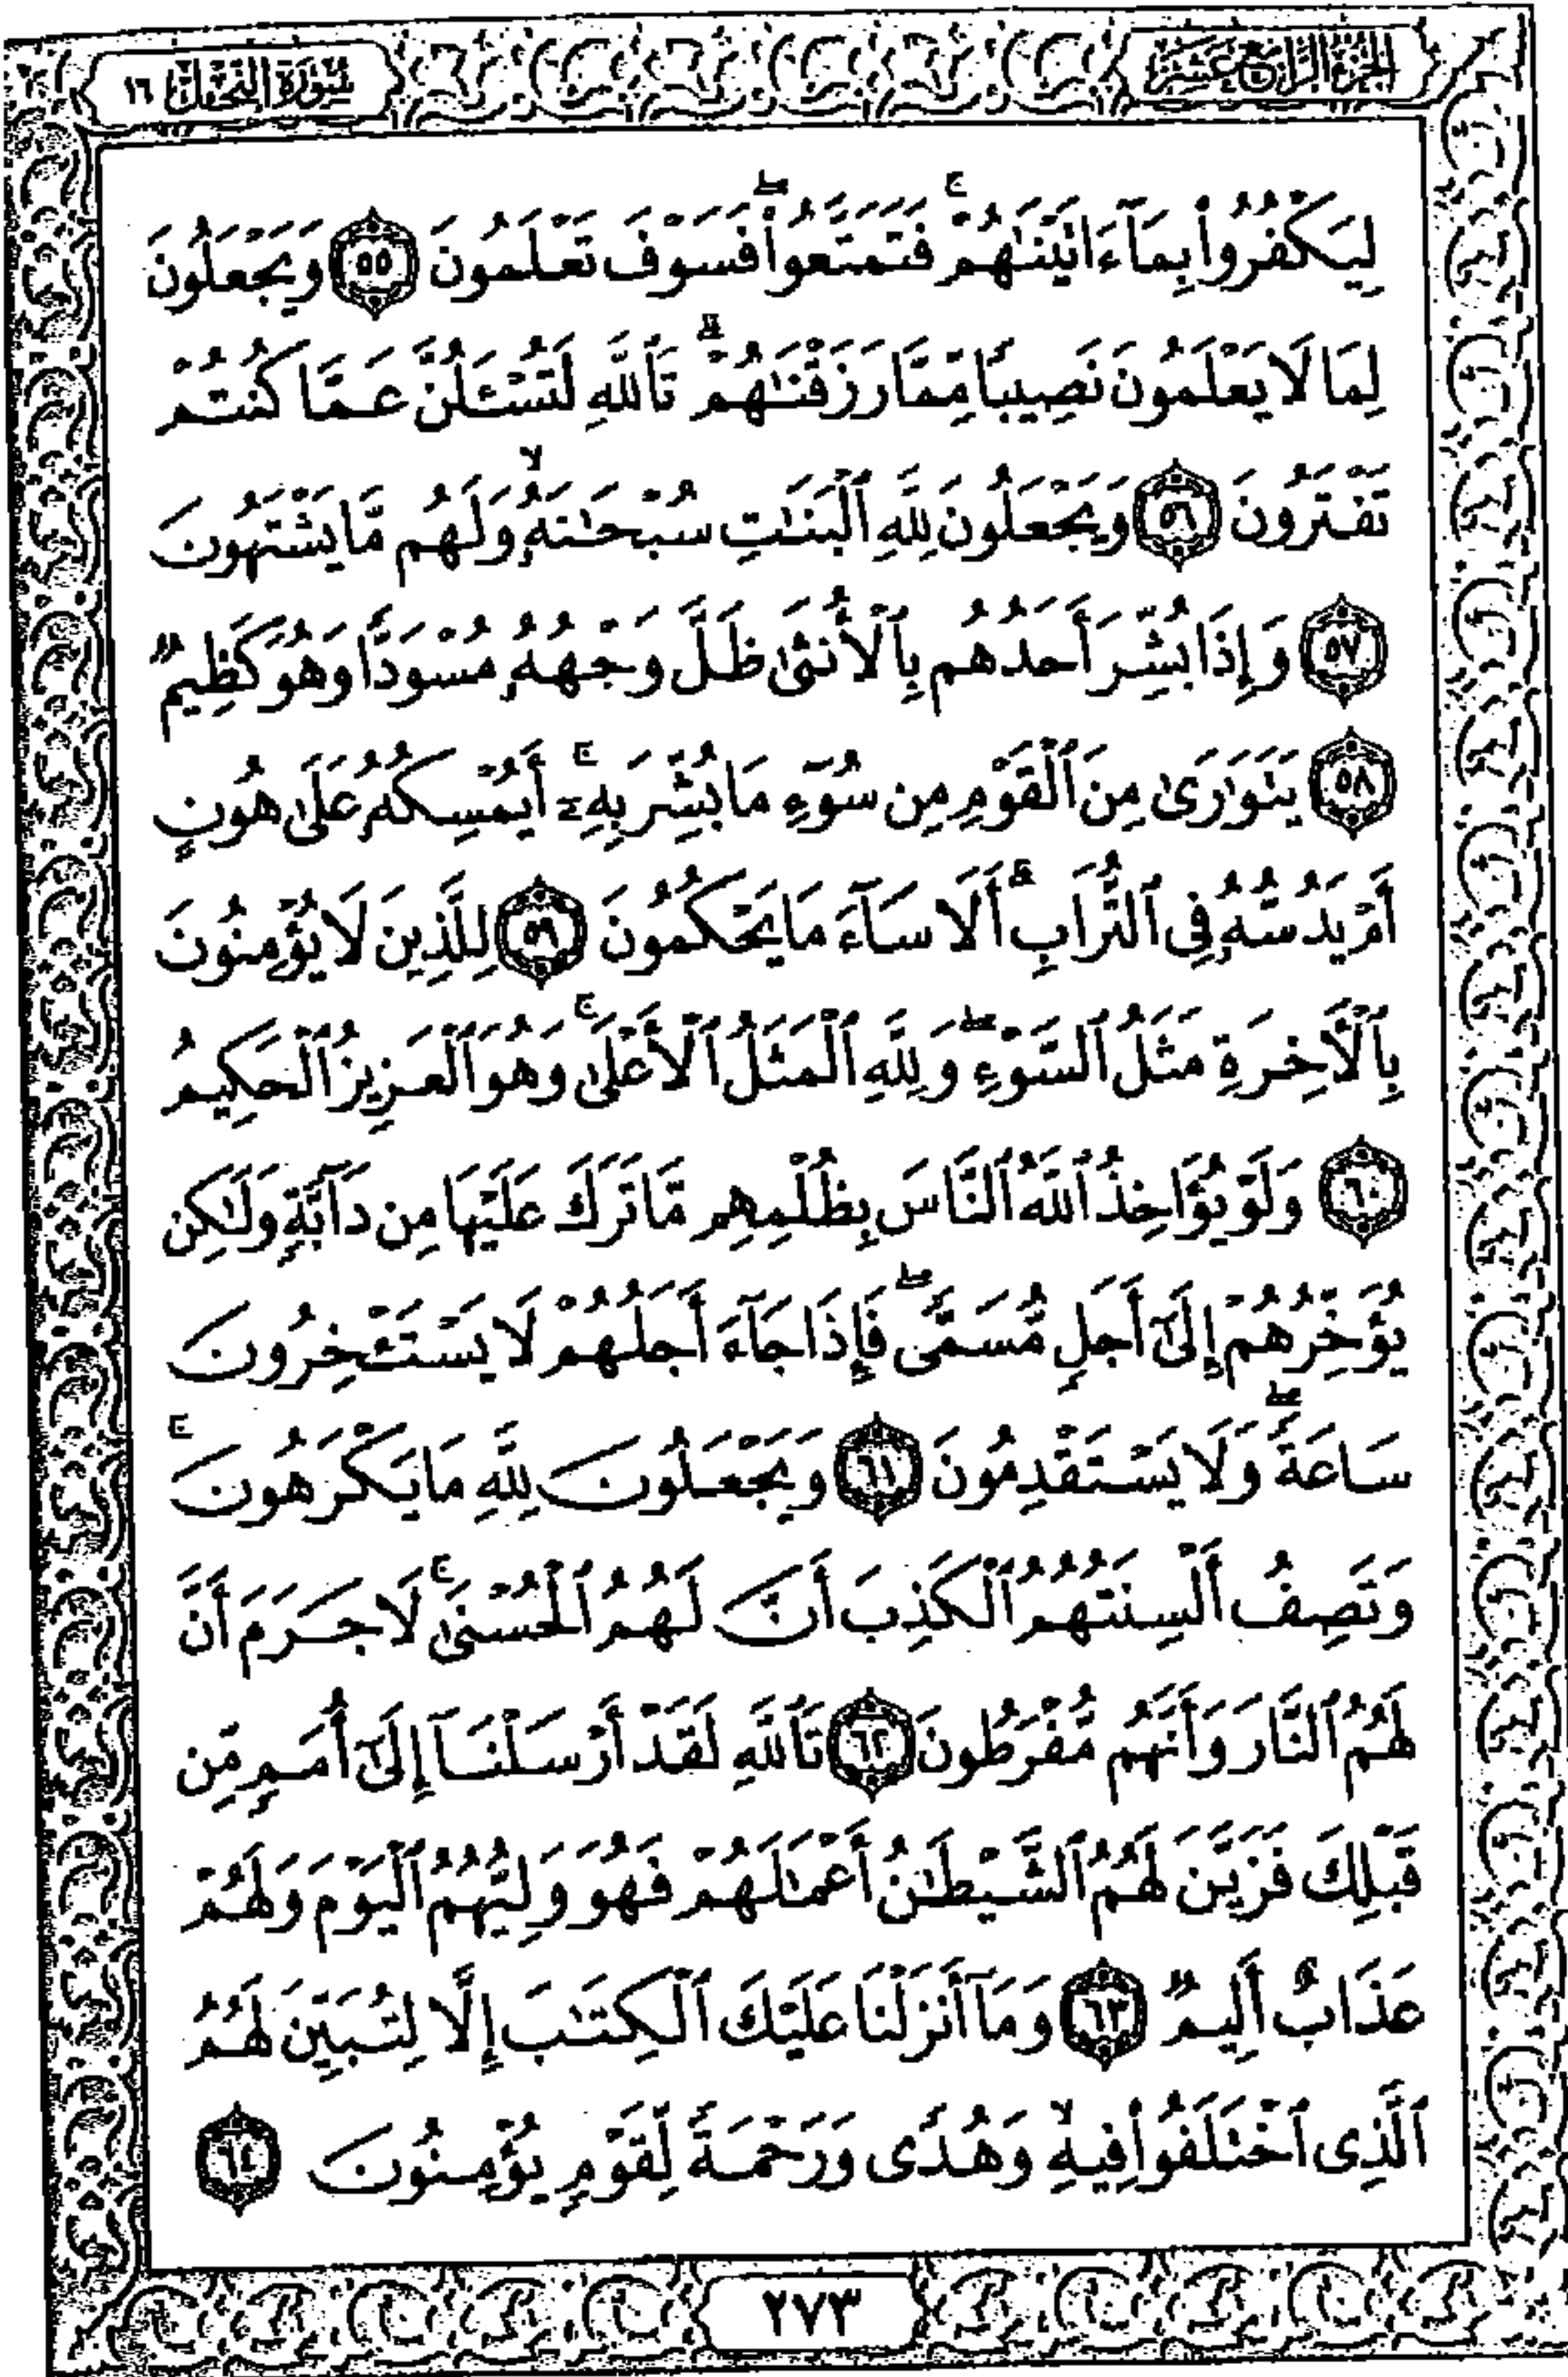 الجزء الرابع عشر
سورة النحل ١٦
لِيَكْفُرُوا۟ بِمَآ ءَاتَيْنَٰهُمْ ۚ فَتَمَتَّعُوا۟ ۖ فَسَوْفَ تَعْلَمُونَ ٥٥ وَيَجْعَلُونَ
لِمَا لَا يَعْلَمُونَ نَصِيبًا مِّمَّا رَزَقْنَٰهُمْ ۗ تَٱللَّهِ لَتُسْـَٔلُنَّ عَمَّا كُنتُمْ
تَفْتَرُونَ ٥٦ وَيَجْعَلُونَ لِلَّهِ ٱلْبَنَٰتِ سُبْحَٰنَهُۥ ۙ وَلَهُم مَّا يَشْتَهُونَ
٥٧ وَإِذَا بُشِّرَ أَحَدُهُم بِٱلْأُنثَىٰ ظَلَّ وَجْهُهُۥ مُسْوَدًّا وَهُوَ كَظِيمٌ
٥٨ يَتَوَٰرَىٰ مِنَ ٱلْقَوْمِ مِن سُوٓءِ مَا بُشِّرَ بِهِۦٓ ۚ أَيُمْسِكُهُۥ عَلَىٰ هُونٍ
أَمْ يَدُسُّهُۥ فِى ٱلتُّرَابِ ۗ أَلَا سَآءَ مَا يَحْكُمُونَ ٥٩ لِلَّذِينَ لَا يُؤْمِنُونَ
بِٱلْـَٔاخِرَةِ مَثَلُ ٱلسَّوْءِ ۖ وَلِلَّهِ ٱلْمَثَلُ ٱلْأَعْلَىٰ ۚ وَهُوَ ٱلْعَزِيزُ ٱلْحَكِيمُ
٦٠ وَلَوْ يُؤَاخِذُ ٱللَّهُ ٱلنَّاسَ بِظُلْمِهِم مَّا تَرَكَ عَلَيْهَا مِن دَآبَّةٍ وَلَٰكِن
يُؤَخِّرُهُمْ إِلَىٰٓ أَجَلٍ مُّسَمًّى ۖ فَإِذَا جَآءَ أَجَلُهُمْ لَا يَسْتَـْٔخِرُونَ
سَاعَةً ۖ وَلَا يَسْتَقْدِمُونَ ٦١ وَيَجْعَلُونَ لِلَّهِ مَا يَكْرَهُونَ ۚ
وَتَصِفُ أَلْسِنَتُهُمُ ٱلْكَذِبَ أَنَّ لَهُمُ ٱلْحُسْنَىٰ ۚ لَا جَرَمَ أَنَّ
لَهُمُ ٱلنَّارَ وَأَنَّهُم مُّفْرَطُونَ ٦٢ تَٱللَّهِ لَقَدْ أَرْسَلْنَآ إِلَىٰٓ أُمَمٍ مِّن
قَبْلِكَ فَزَيَّنَ لَهُمُ ٱلشَّيْطَٰنُ أَعْمَٰلَهُمْ فَهُوَ وَلِيُّهُمُ ٱلْيَوْمَ وَلَهُمْ
عَذَابٌ أَلِيمٌ ٦٣ وَمَآ أَنزَلْنَا عَلَيْكَ ٱلْكِتَٰبَ إِلَّا لِتُبَيِّنَ لَهُمُ
ٱلَّذِى ٱخْتَلَفُوا۟ فِيهِ ۙ وَهُدًى وَرَحْمَةً لِّقَوْمٍ يُؤْمِنُونَ ٦٤
٢٧٣